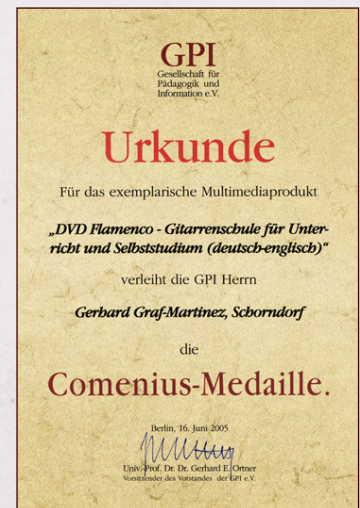 GPI
Gesellschaft für
Pädagogik und
Information e.V.
Urkunde
Für das exemplarische Multimediaprodukt
„DVD Flamenco - Gitarrenschule für Unter-
richt und Selbststudium (deutsch-englisch)“
verleiht die GPI Herrn
Gerhard Graf-Martinez, Schorndorf
die
Comenius-Medaille.
Berlin, 16. Juni 2005
Univ.-Prof. Dr. Dr. Gerhard E. Ortner
Vorsitzender des Vorstandes der GPI e.V.